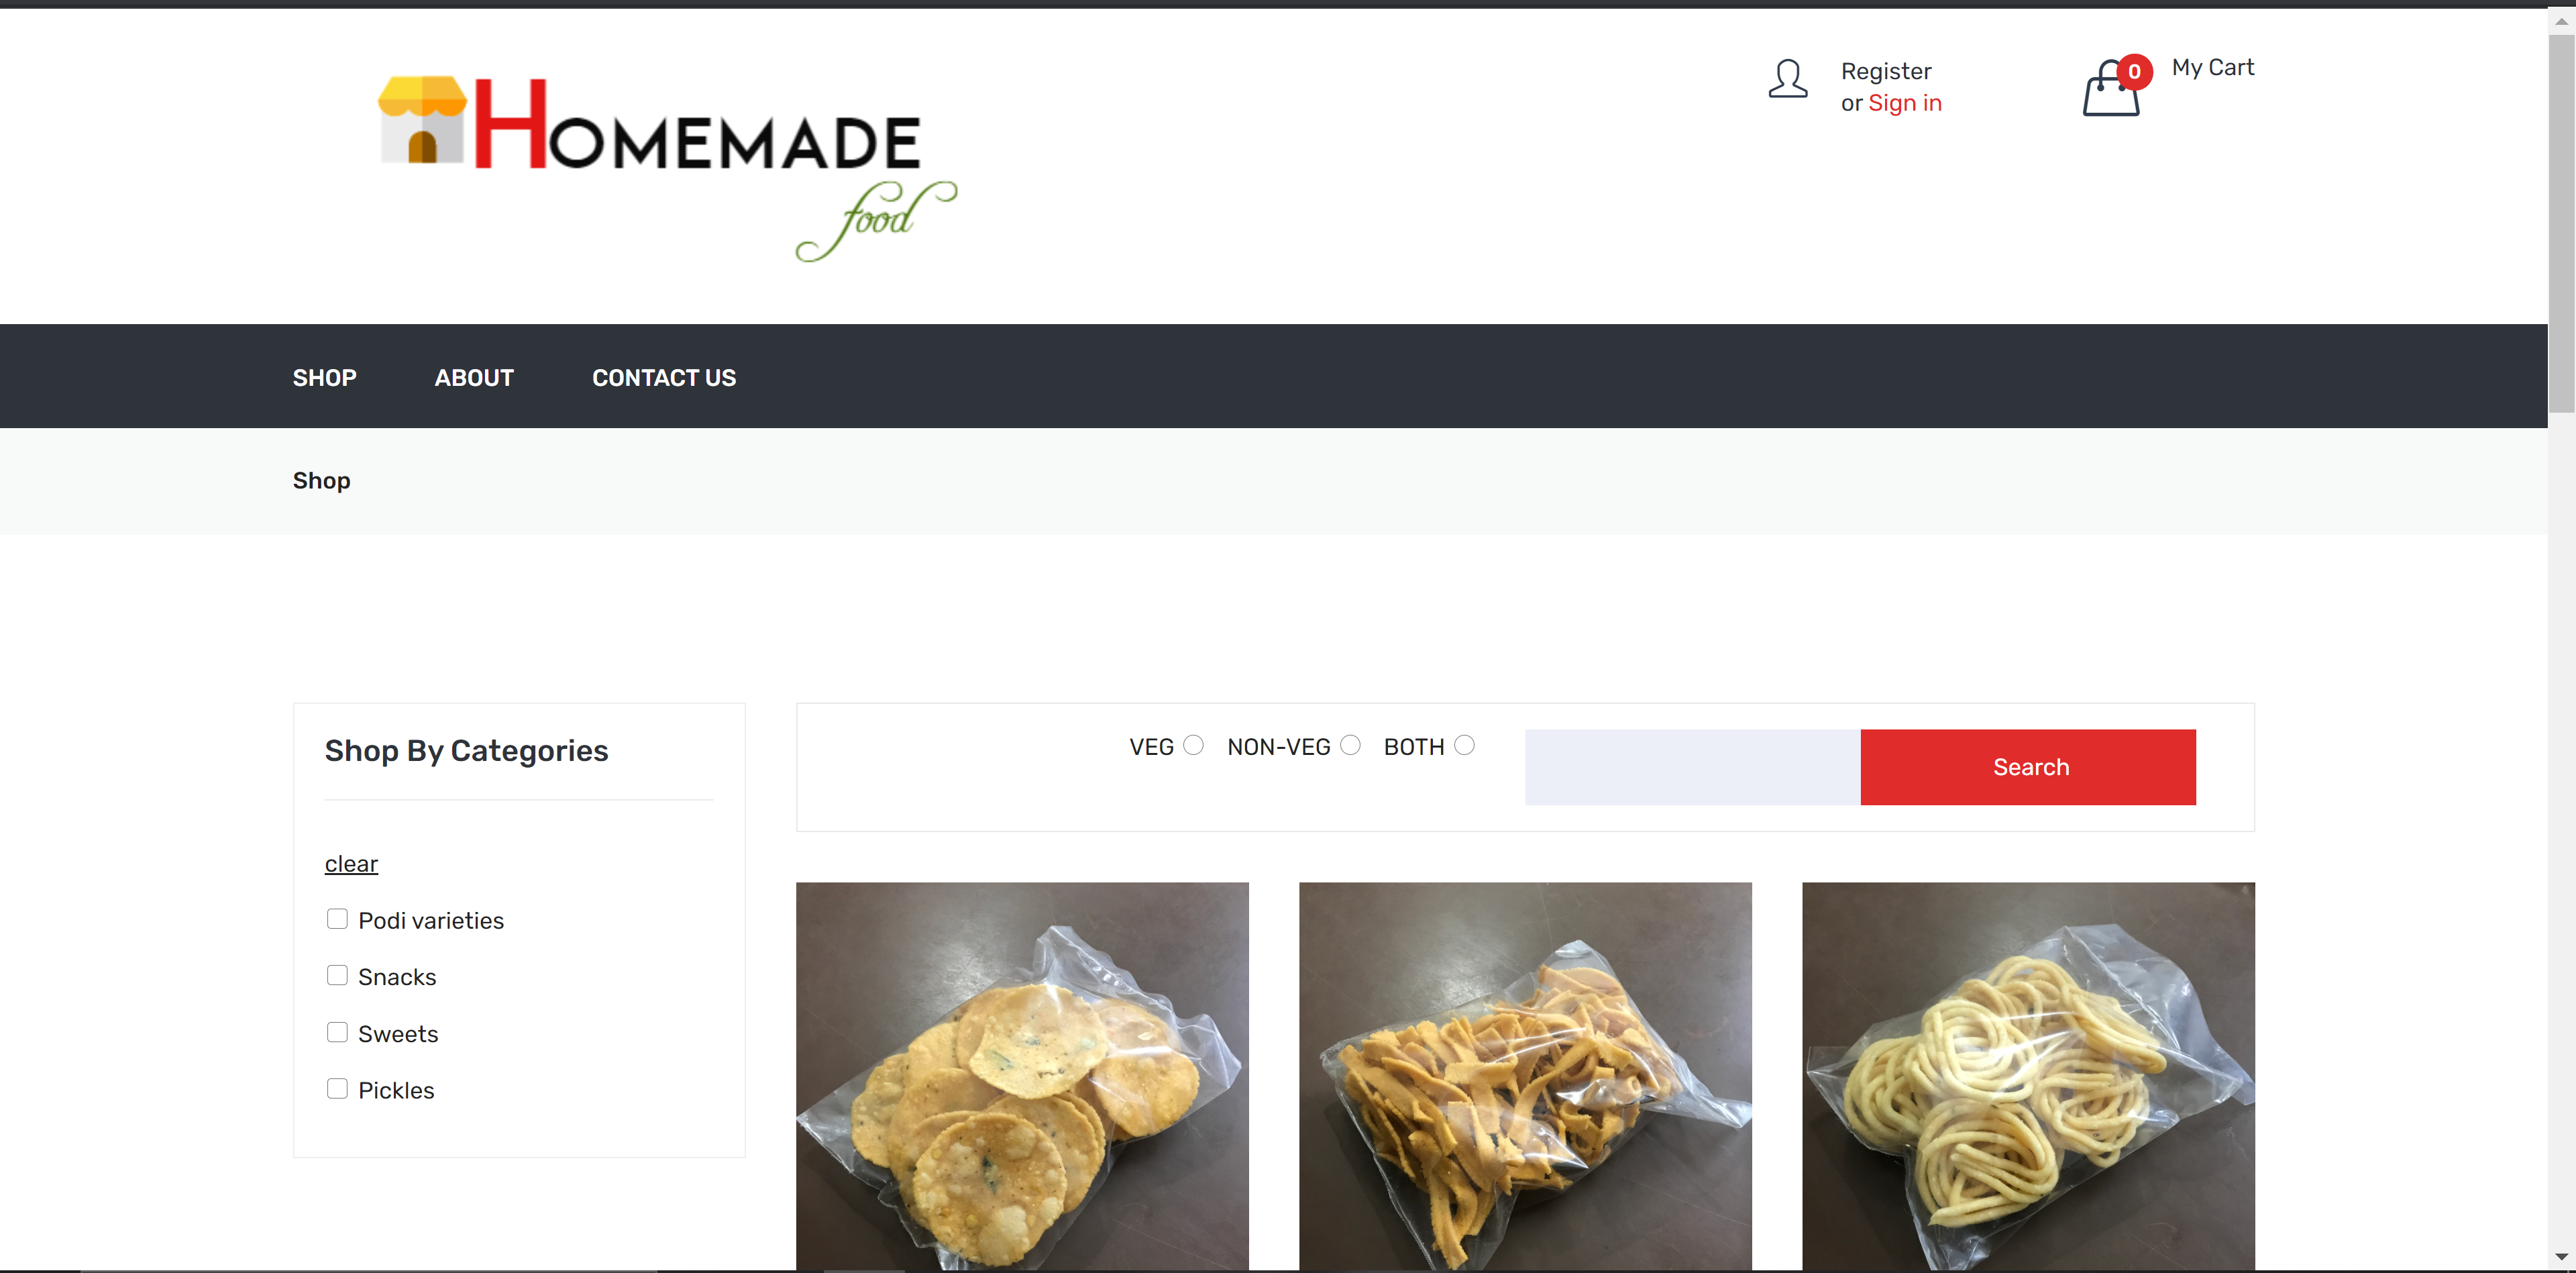 HOMEMADE
food
Register
or Sign in
0
My Cart
SHOP ABOUT CONTACT US
Shop
Shop By Categories
clear
Podi varieties
Snacks
Sweets
Pickles
VEG NON-VEG BOTH
Search